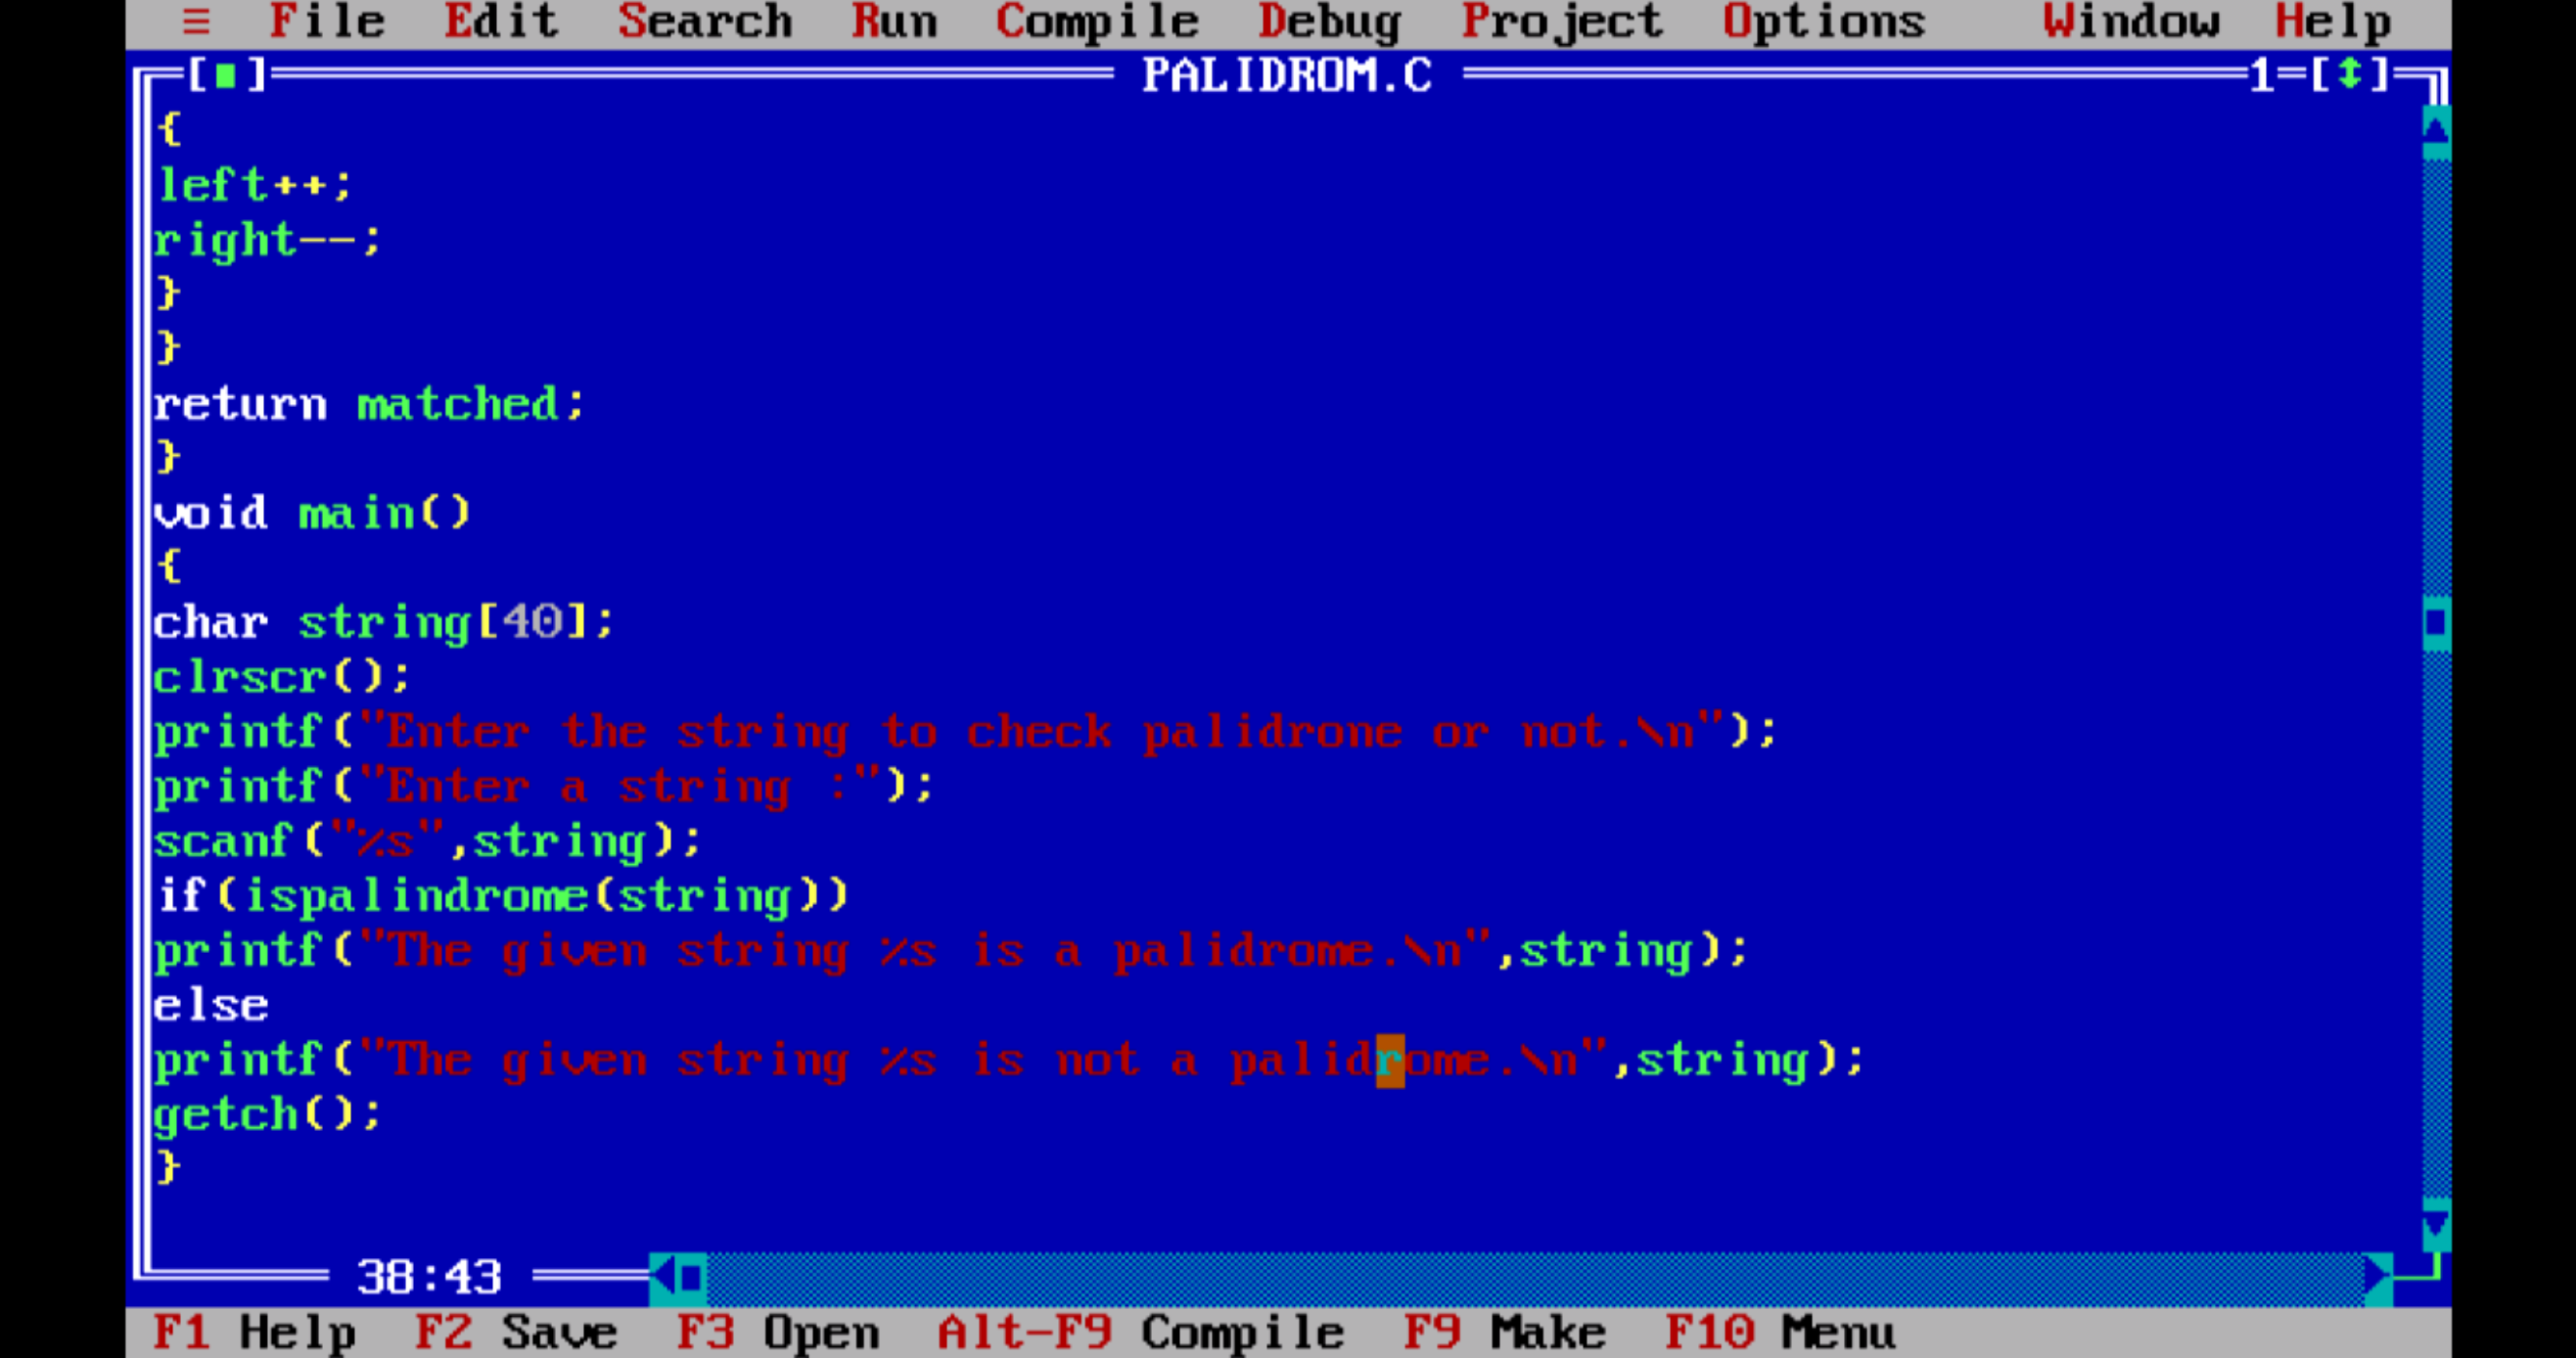 ≡ File Edit Search Run Compile Debug Project Options Window Help
[■] PALIDROM.C 1=[↕]
{
left++;
right--;
}
}
return matched;
}
void main()
{
char string[40];
clrscr();
printf("Enter the string to check palidrone or not.\n");
printf("Enter a string :");
scanf("%s",string);
if(ispalindrome(string))
printf("The given string %s is a palidrome.\n",string);
else
printf("The given string %s is not a palidrome.\n",string);
getch();
}
38:43
F1 Help F2 Save F3 Open Alt-F9 Compile F9 Make F10 Menu